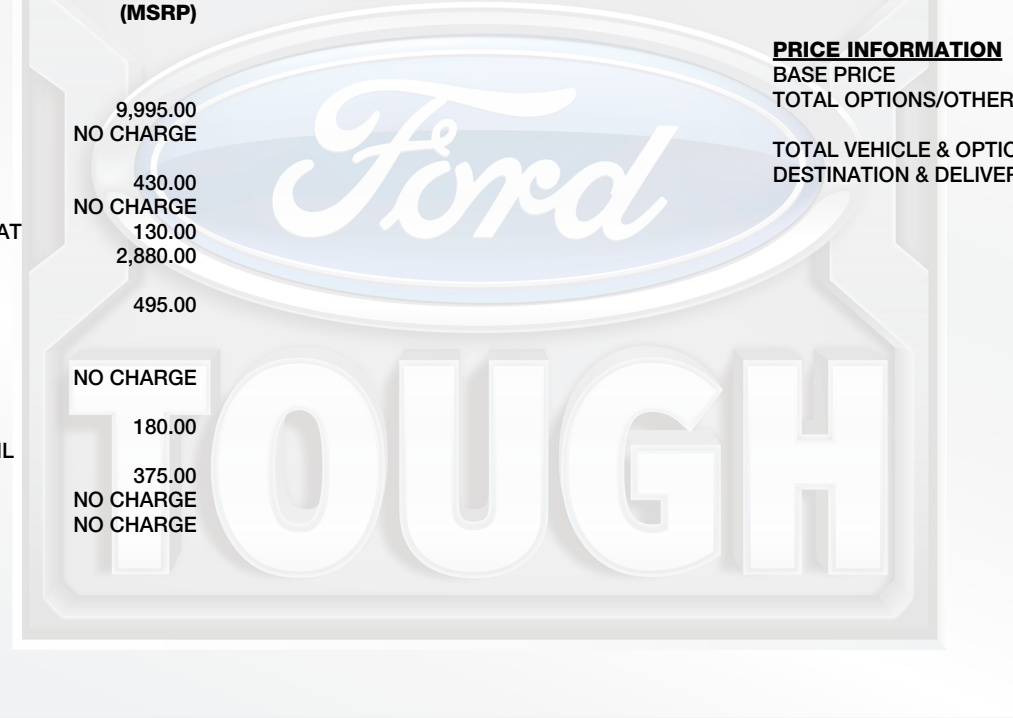 (MSRP)
PRICE INFORMATION
BASE PRICE
TOTAL OPTIONS/OTHER
TOTAL VEHICLE & OPTIO
DESTINATION & DELIVER
9,995.00
NO CHARGE
430.00
NO CHARGE
AT 130.00
2,880.00
495.00
NO CHARGE
180.00
IL
375.00
NO CHARGE
NO CHARGE
Ford
TOUGH